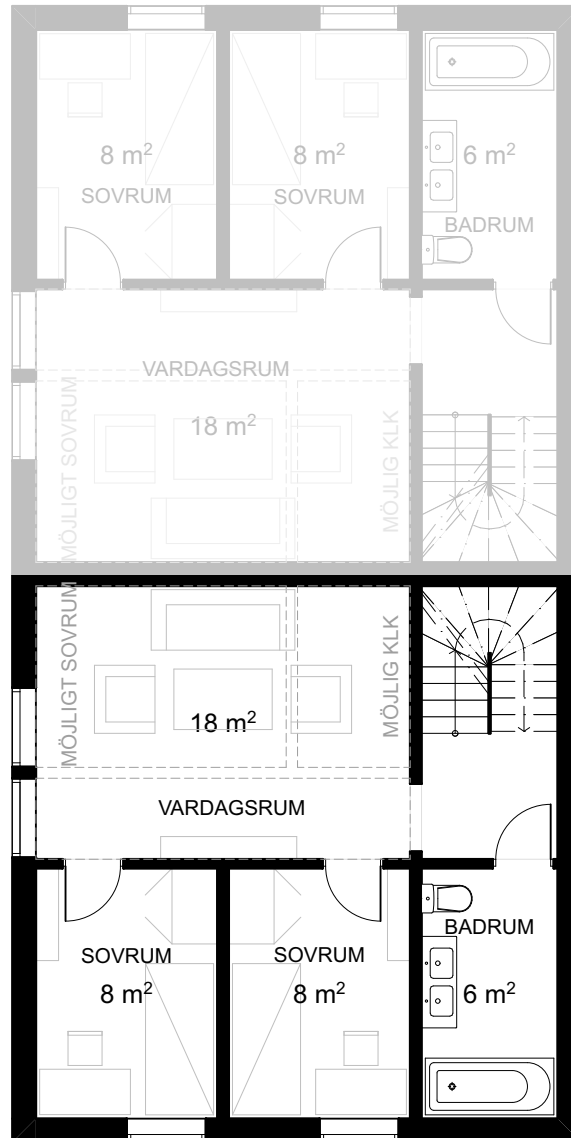 8 m²
8 m²
6 m²
SOVRUM
SOVRUM
BADRUM
VARDAGSRUM
18 m²
MÖJLIGT SOVRUM
MÖJLIG KLK
MÖJLIGT SOVRUM
MÖJLIG KLK
18 m²
VARDAGSRUM
SOVRUM
SOVRUM
BADRUM
8 m²
8 m²
6 m²